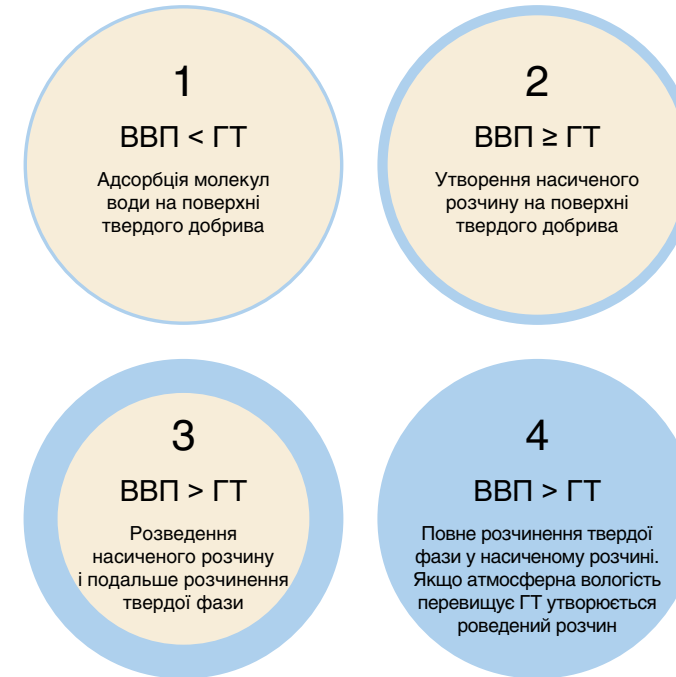 1
ВВП < ГТ
Адсорбція молекул
води на поверхні
твердого добрива
2
ВВП ≥ ГТ
Утворення насиченого
розчину на поверхні
твердого добрива
3
ВВП > ГТ
Розведення
насиченого розчину
і подальше розчинення
твердої фази
4
ВВП > ГТ
Повне розчинення твердої
фази у насиченому розчині.
Якщо атмосферна вологість
перевищує ГТ утворюється
роведений розчин